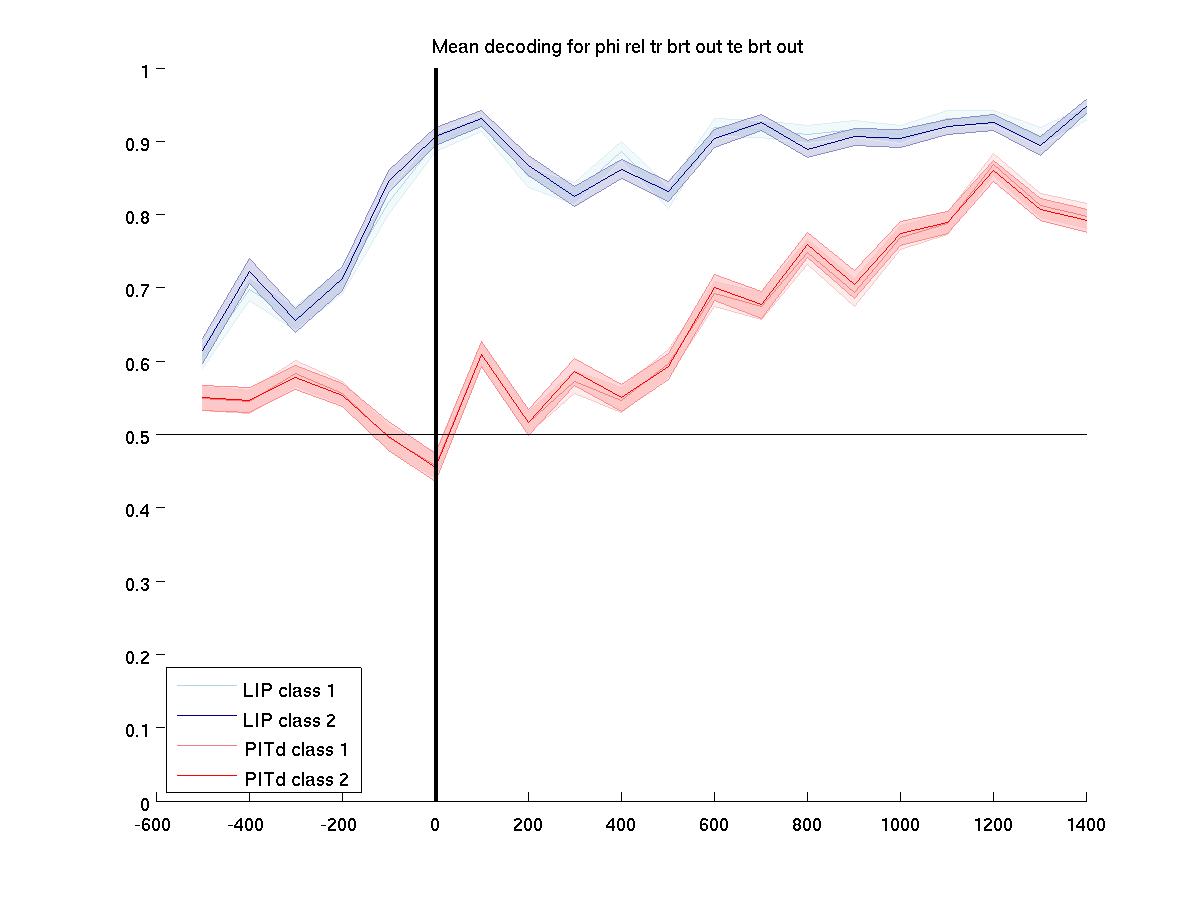 Mean decoding for phi rel tr brt out te brt out
1
0.9
0.8
0.7
0.6
0.5
0.4
0.3
0.2
0.1
0
LIP class 1
LIP class 2
PITd class 1
PITd class 2
-600 -400 -200 0 200 400 600 800 1000 1200 1400